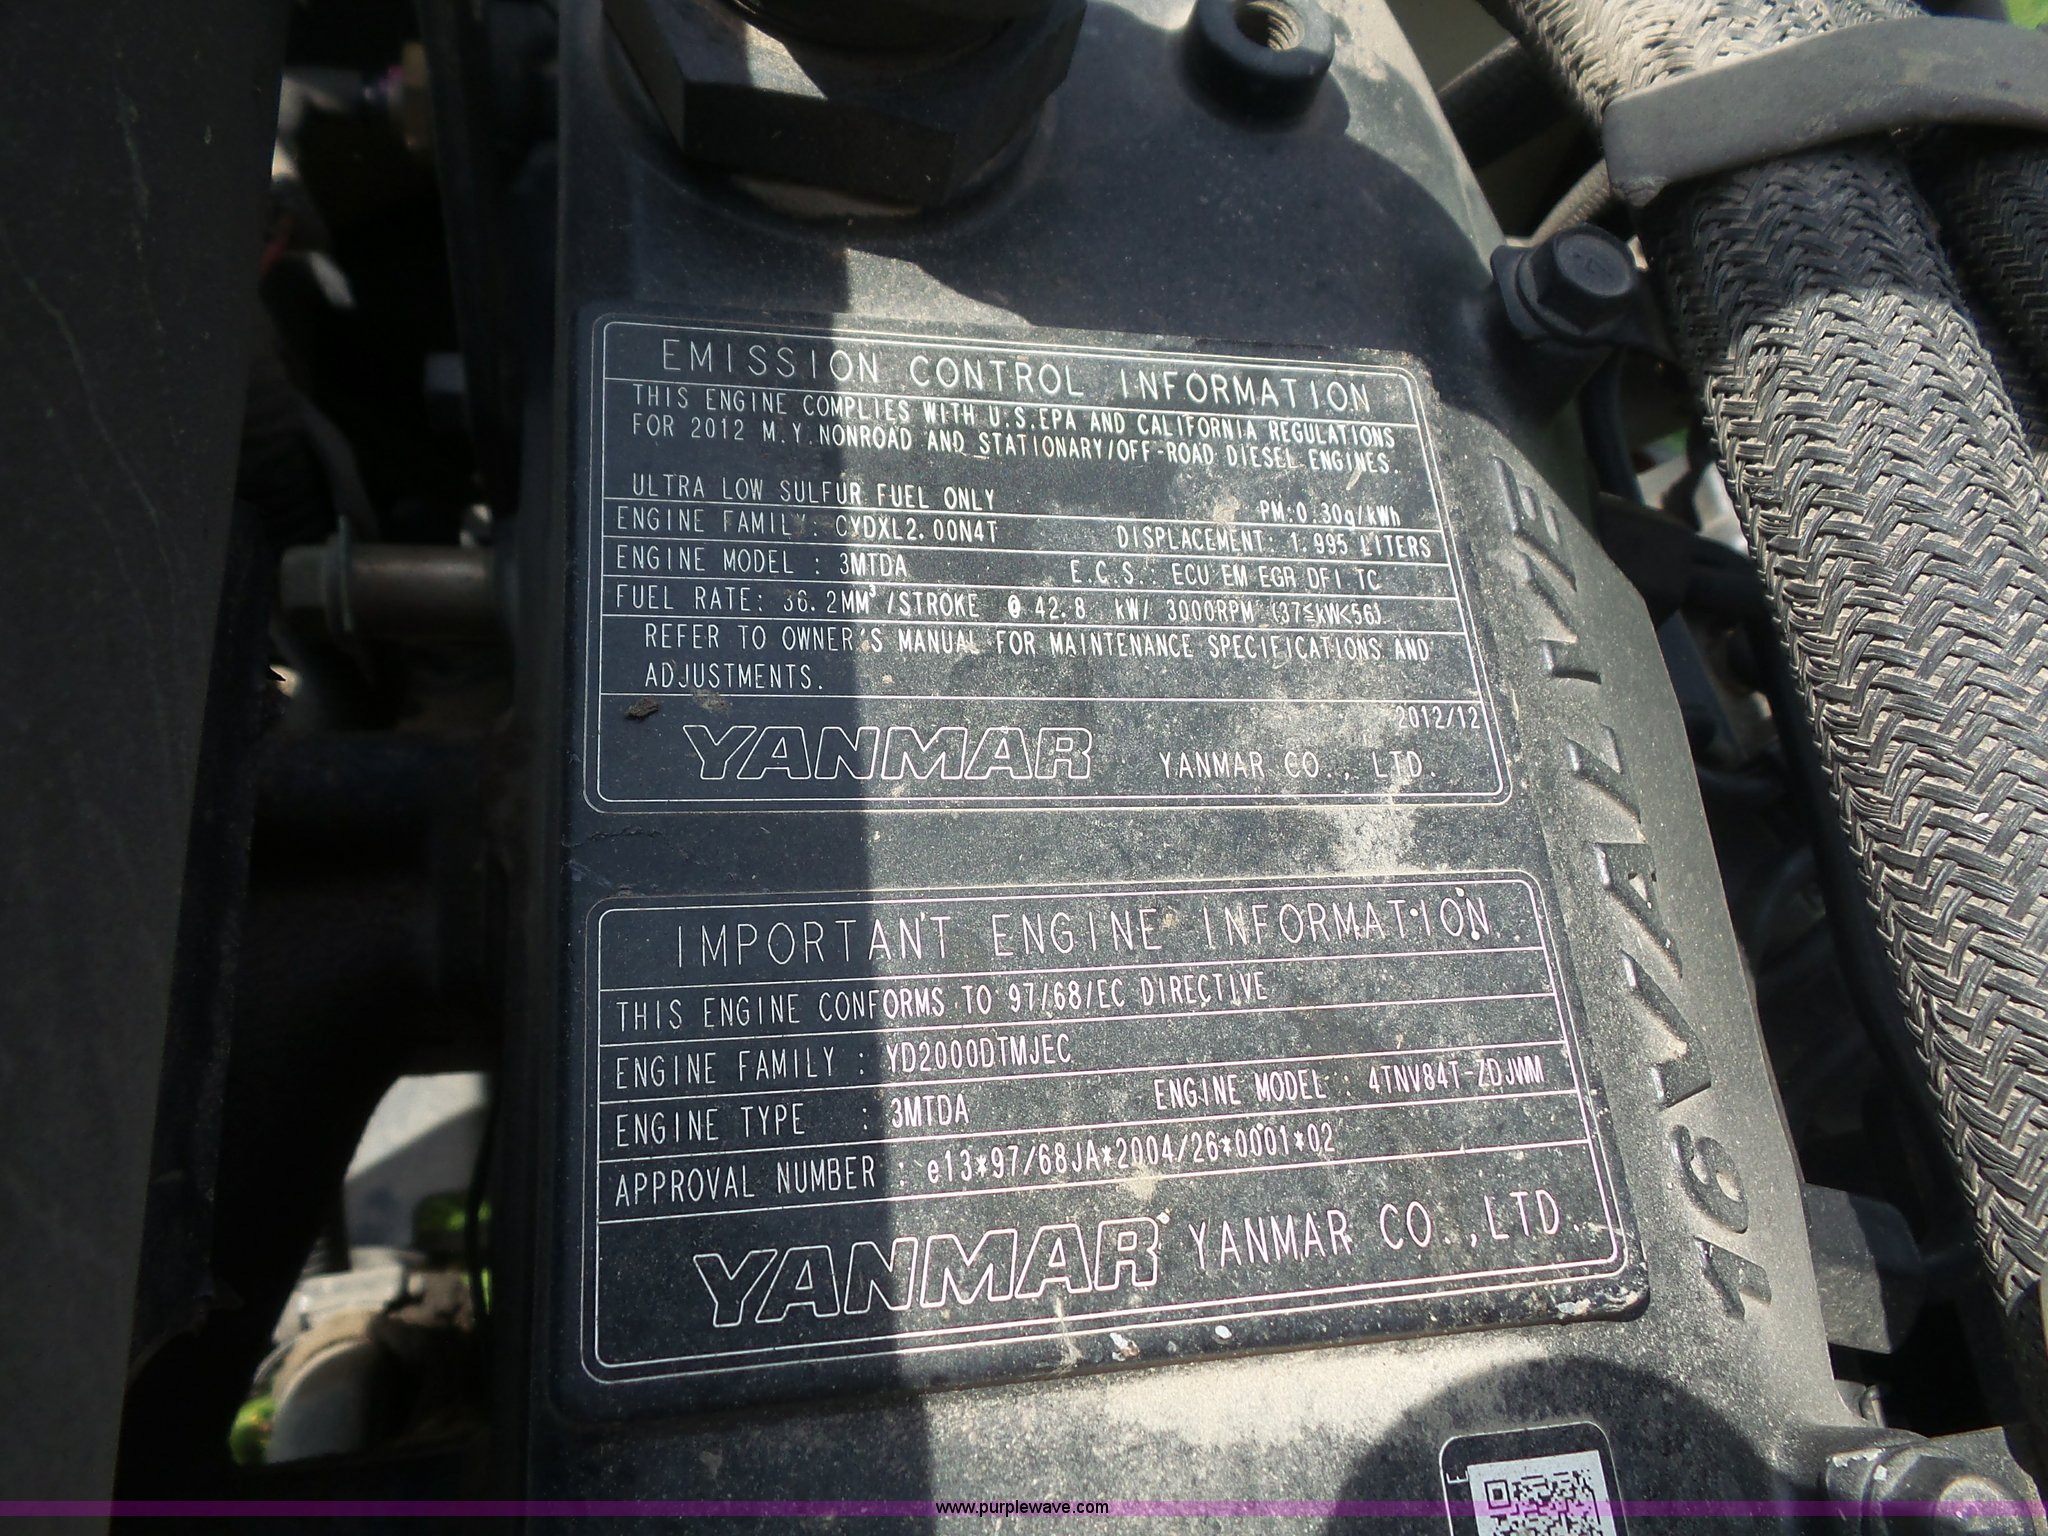 EMISSION CONTROL INFORMATION
THIS ENGINE COMPLIES WITH U.S.EPA AND CALIFORNIA REGULATIONS
FOR 2012 M.Y.NONROAD AND STATIONARY/OFF-ROAD DIESEL ENGINES.
ULTRA LOW SULFUR FUEL ONLY PM:0.30g/kWh
ENGINE FAMILY: CYDXL2.00N4T DISPLACEMENT: 1.995 LITERS
ENGINE MODEL : 3MTDA E.C.S.: ECU EM EGR DFI TC
FUEL RATE: 36.2MM³/STROKE @ 42.8 kW/ 3000RPM (37≦kW<56).
REFER TO OWNER'S MANUAL FOR MAINTENANCE SPECIFICATIONS AND
ADJUSTMENTS.
2012/12
YANMAR YANMAR CO., LTD.
IMPORTANT ENGINE INFORMATION
THIS ENGINE CONFORMS TO 97/68/EC DIRECTIVE
ENGINE FAMILY : YD2000DTMJEC
ENGINE TYPE : 3MTDA ENGINE MODEL : 4TNV84T-ZDJWM
APPROVAL NUMBER : e13*97/68JA*2004/26*0001*02
YANMAR YANMAR CO.,LTD.
E
www.purplewave.com